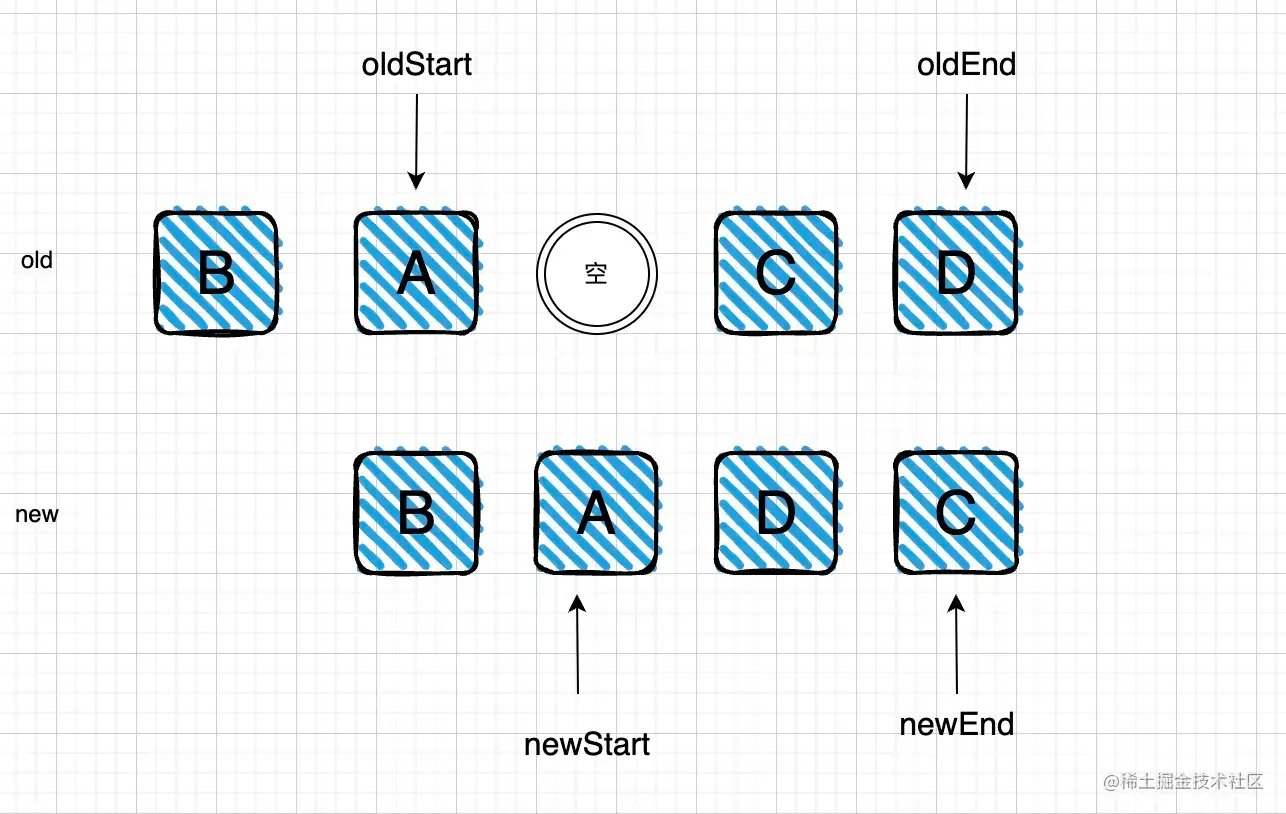 oldStart oldEnd
old B A 空 C D
new B A D C
newStart newEnd
@稀土掘金技术社区